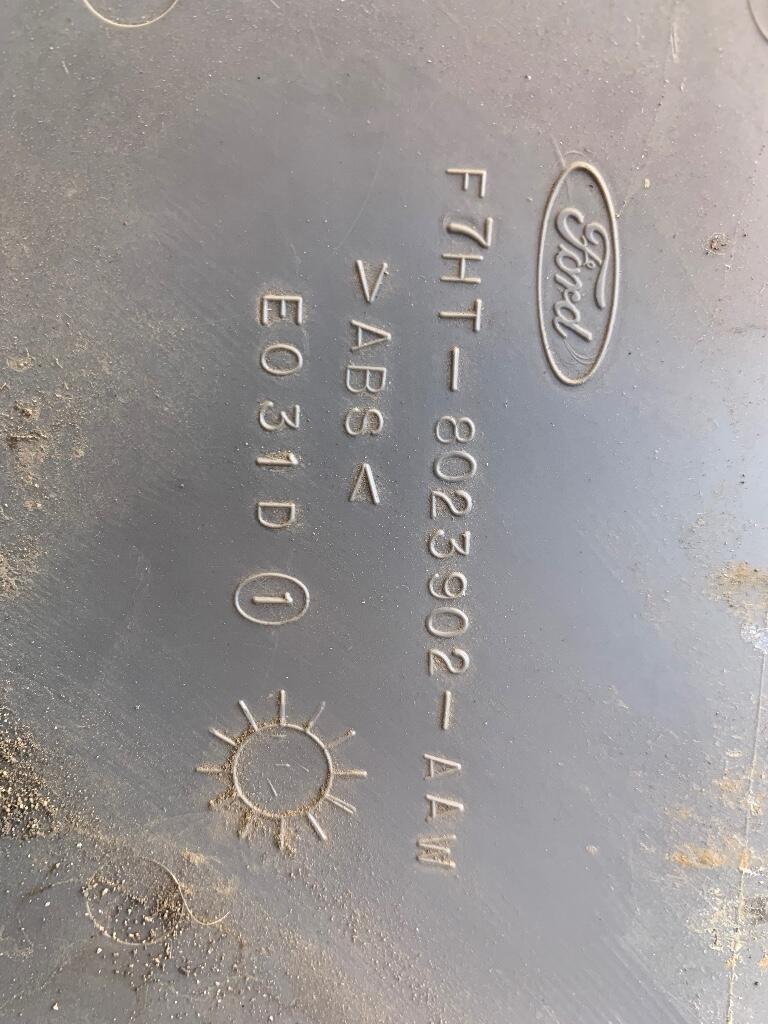 Ford
F7HT-8023902-AAW
>ABS<
E031D 1